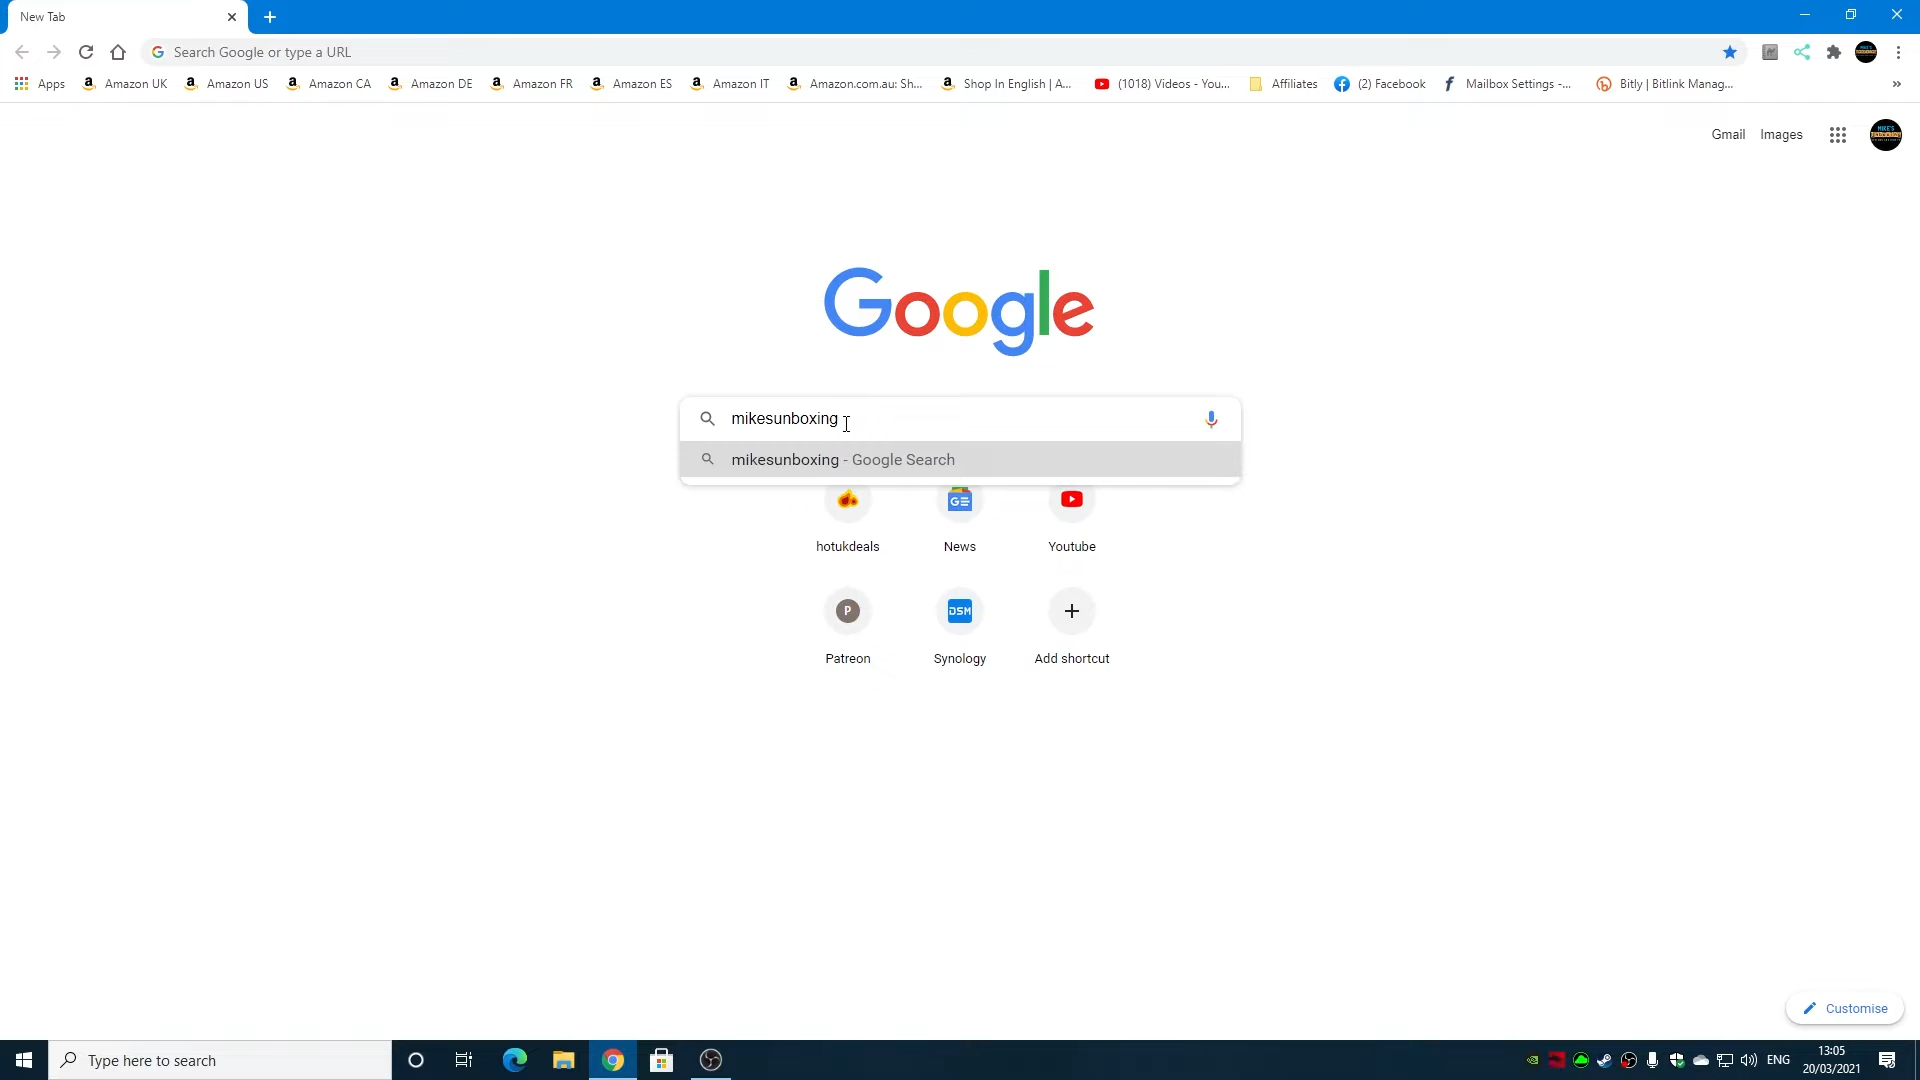 New Tab
Search Google or type a URL
Apps
Amazon UK
Amazon US
Amazon CA
Amazon DE
Amazon FR
Amazon ES
Amazon IT
Amazon.com.au: Sh...
Shop In English | A...
(1018) Videos - You...
Affiliates
(2) Facebook
Mailbox Settings -...
Bitly | Bitlink Manag...
Gmail
Images
Google
mikesunboxing
mikesunboxing - Google Search
hotukdeals
News
Youtube
P
DSM
Patreon
Synology
Add shortcut
Customise
Type here to search
ENG
13:05
20/03/2021